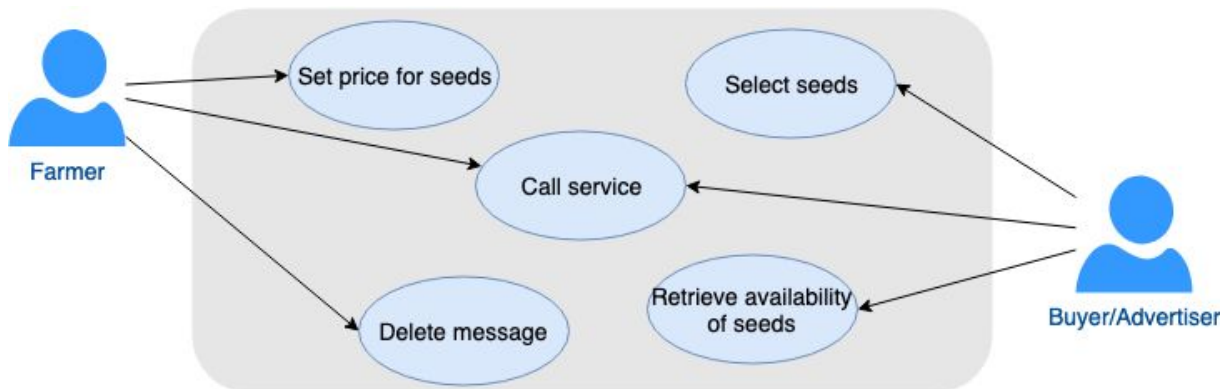 Set price for seeds
Select seeds
Farmer
Call service
Retrieve availability
of seeds
Delete message
Buyer/Advertiser